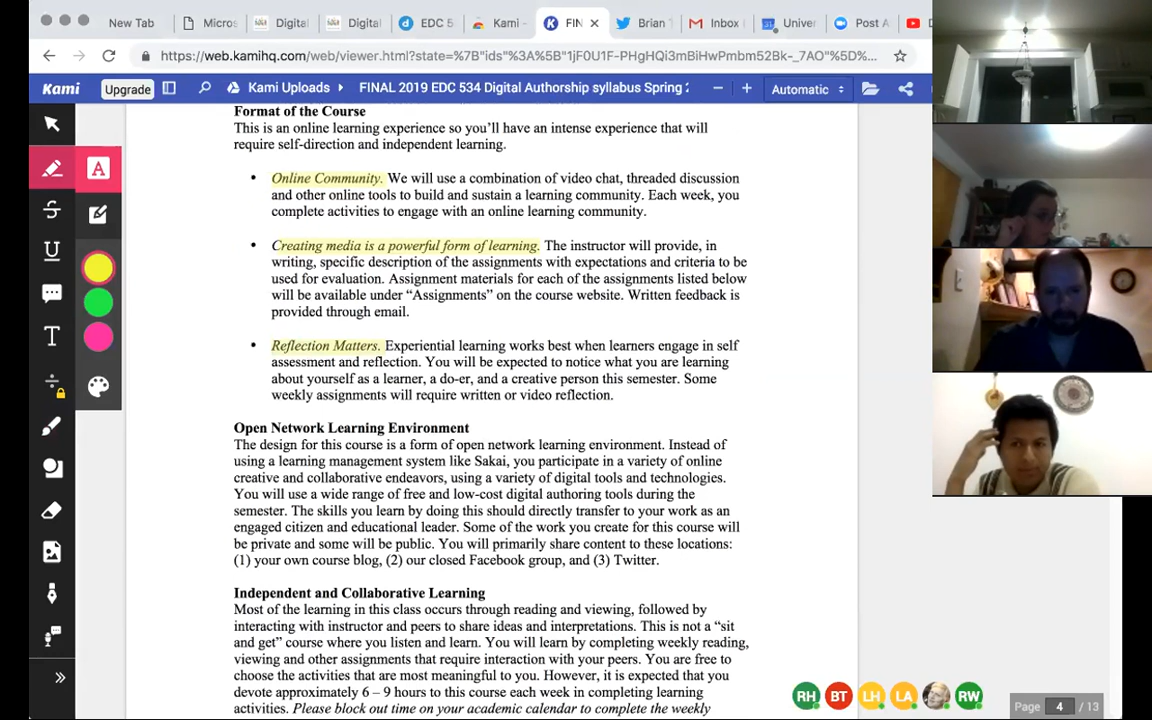 New Tab
Micros
Digital
Digital
EDC 5
Kami -
FIN
Brian T
Inbox
Univer
Post A
https://web.kamihq.com/web/viewer.html?state=%7B"ids"%3A%5B"1jF0U1F-PgHQi3mBiHwPmbm52Bk-_7AO"%5D%...
Kami
Upgrade
Kami Uploads
FINAL 2019 EDC 534 Digital Authorship syllabus Spring 2
Automatic
Format of the Course
This is an online learning experience so you'll have an intense experience that will
require self-direction and independent learning.
• Online Community. We will use a combination of video chat, threaded discussion
and other online tools to build and sustain a learning community. Each week, you
complete activities to engage with an online learning community.
• Creating media is a powerful form of learning. The instructor will provide, in
writing, specific description of the assignments with expectations and criteria to be
used for evaluation. Assignment materials for each of the assignments listed below
will be available under “Assignments” on the course website. Written feedback is
provided through email.
• Reflection Matters. Experiential learning works best when learners engage in self
assessment and reflection. You will be expected to notice what you are learning
about yourself as a learner, a do-er, and a creative person this semester. Some
weekly assignments will require written or video reflection.
Open Network Learning Environment
The design for this course is a form of open network learning environment. Instead of
using a learning management system like Sakai, you participate in a variety of online
creative and collaborative endeavors, using a variety of digital tools and technologies.
You will use a wide range of free and low-cost digital authoring tools during the
semester. The skills you learn by doing this should directly transfer to your work as an
engaged citizen and educational leader. Some of the work you create for this course will
be private and some will be public. You will primarily share content to these locations:
(1) your own course blog, (2) our closed Facebook group, and (3) Twitter.
Independent and Collaborative Learning
Most of the learning in this class occurs through reading and viewing, followed by
interacting with instructor and peers to share ideas and interpretations. This is not a “sit
and get” course where you listen and learn. You will learn by completing weekly reading,
viewing and other assignments that require interaction with your peers. You are free to
choose the activities that are most meaningful to you. However, it is expected that you
devote approximately 6 – 9 hours to this course each week in completing learning
activities. Please block out time on your academic calendar to complete the weekly
RH
BT
LH
LA
RW
Page 4 / 13